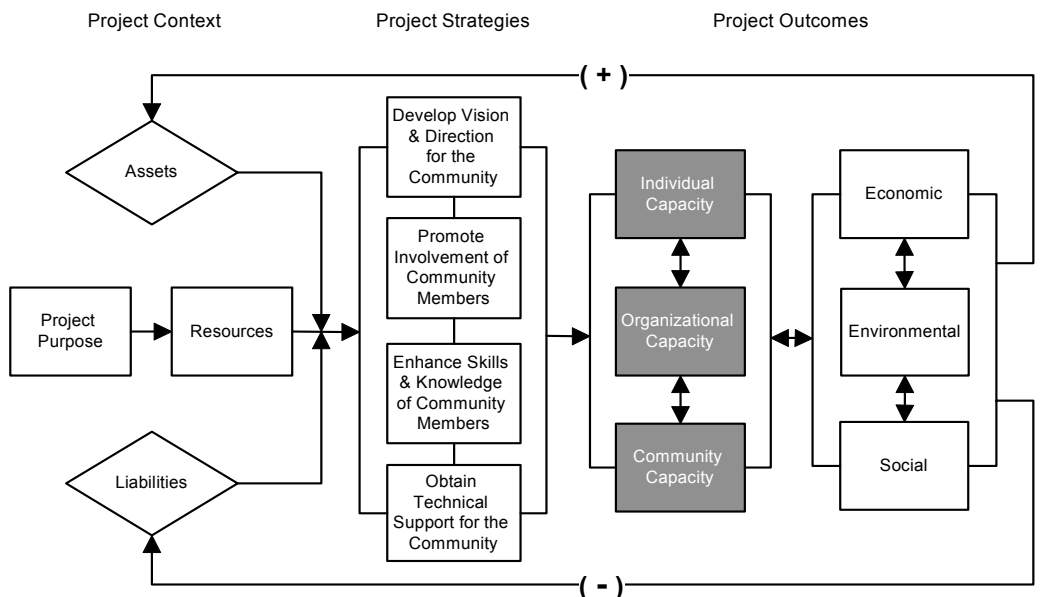 Project Context
Project Strategies
Project Outcomes
( + )
Assets
Project
Purpose
Resources
Liabilities
Develop Vision
& Direction
for the
Community
Promote
Involvement of
Community
Members
Enhance Skills
& Knowledge
of Community
Members
Obtain
Technical
Support for the
Community
Individual
Capacity
Organizational
Capacity
Community
Capacity
Economic
Environmental
Social
( - )